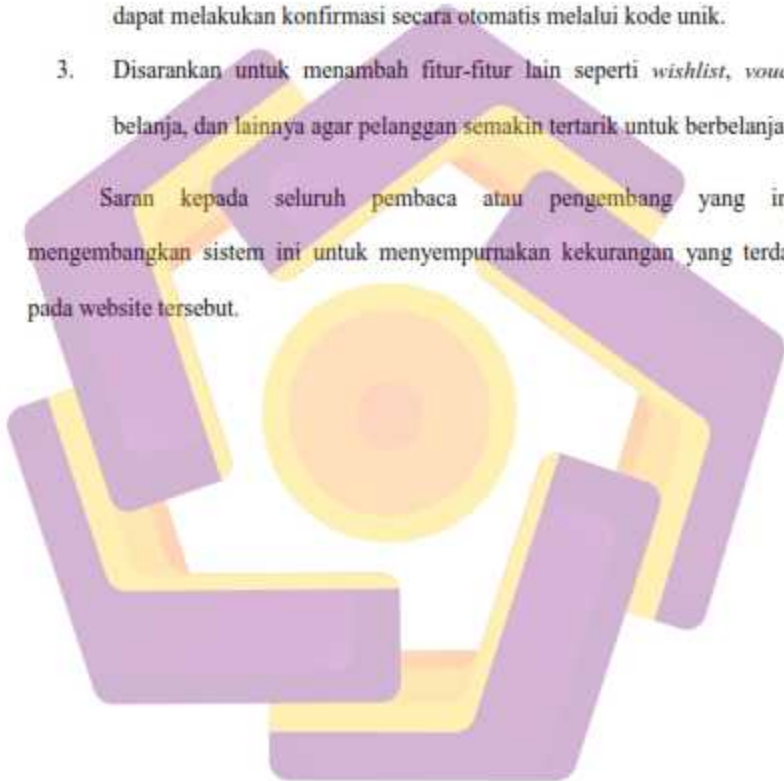 dapat melakukan konfirmasi secara otomatis melalui kode unik.
3. Disarankan untuk menambah fitur-fitur lain seperti wishlist,
belanja, dan lainnya agar pelanggan semakin tertarik untuk berbelanja
Saran kepada seluruh pembaca atau pengembang yang
mengembangkan sistem ini untuk menyempurnakan kekurangan yang
pada website tersebut.